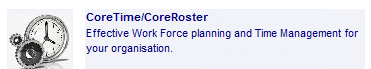 CoreTime/CoreRoster
Effective Work Force planning and Time Management for
your organisation.